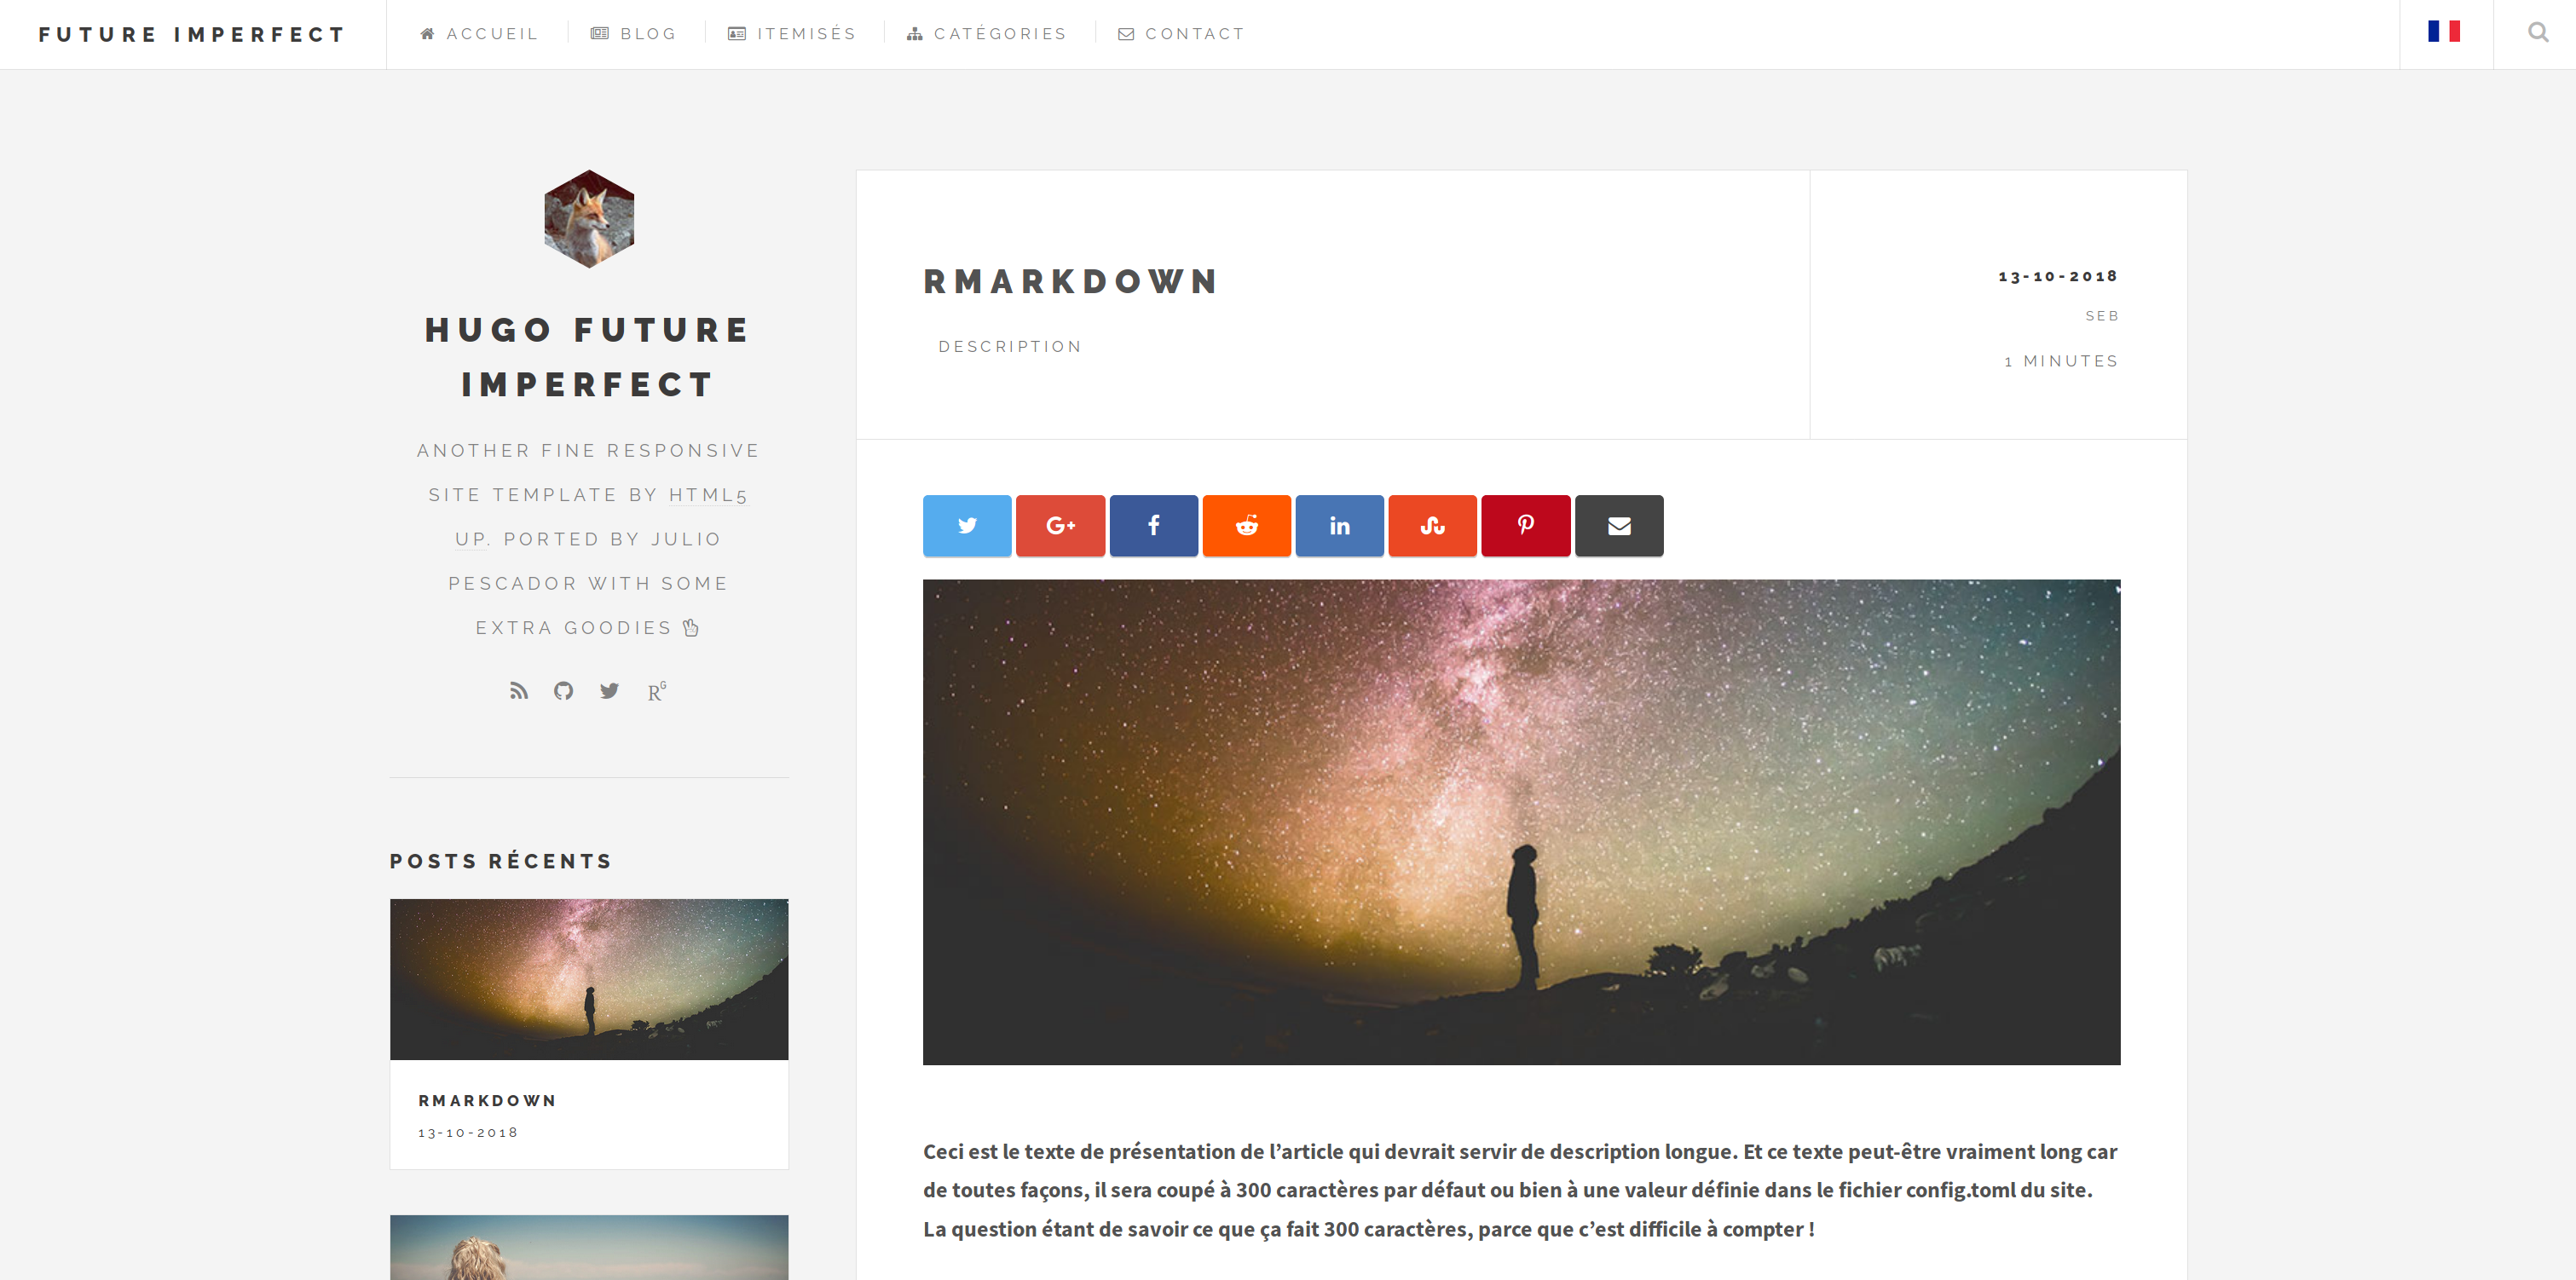 FUTURE IMPERFECT
ACCUEIL
BLOG
ITEMISÉS
CATÉGORIES
CONTACT
HUGO FUTURE
IMPERFECT
ANOTHER FINE RESPONSIVE
SITE TEMPLATE BY HTML5
UP. PORTED BY JULIO
PESCADOR WITH SOME
EXTRA GOODIES
RG
POSTS RÉCENTS
RMARKDOWN
13-10-2018
RMARKDOWN
DESCRIPTION
13-10-2018
SEB
1 MINUTES
Ceci est le texte de présentation de l’article qui devrait servir de description longue. Et ce texte peut-être vraiment long car
de toutes façons, il sera coupé à 300 caractères par défaut ou bien à une valeur définie dans le fichier config.toml du site.
La question étant de savoir ce que ça fait 300 caractères, parce que c’est difficile à compter !